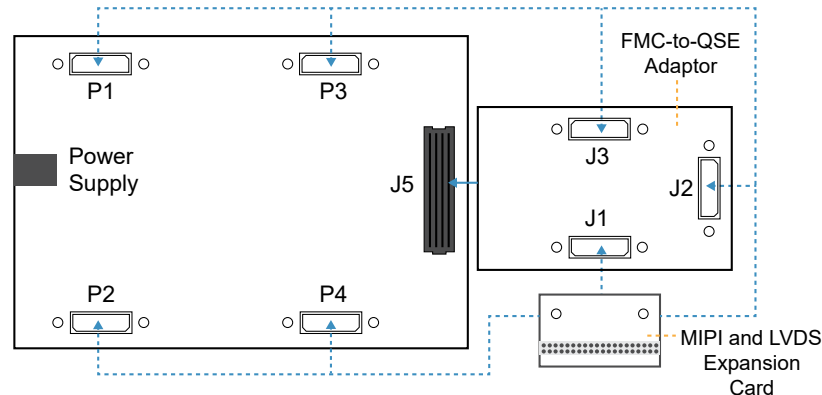 FMC-to-QSE
Adaptor
P1
P3
J3
Power
Supply
J5
J2
J1
P2
P4
MIPI and LVDS
Expansion
Card